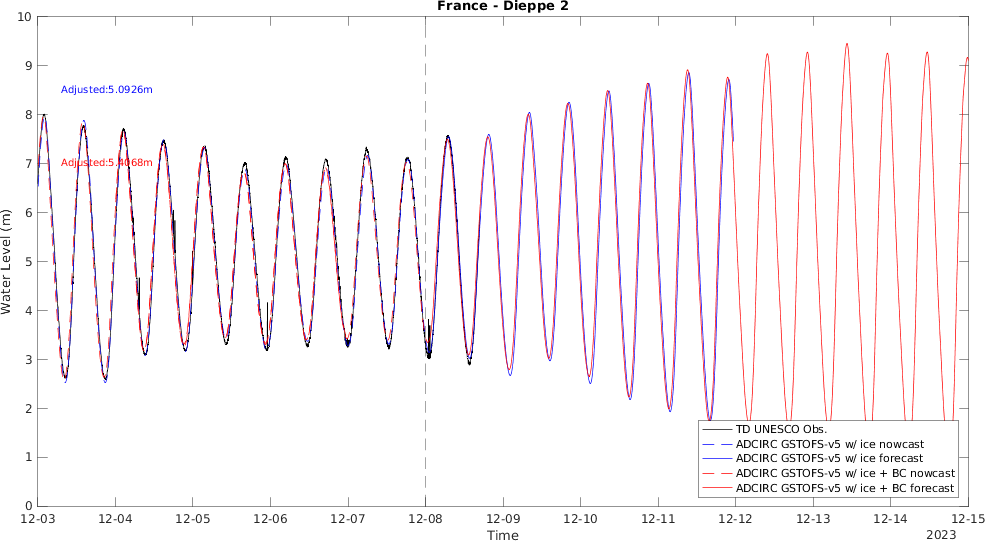 France - Dieppe 2
10
9
8
7
6
5
4
3
2
1
0
Water Level (m)
Adjusted:5.0926m
Adjusted:5.4068m
TD UNESCO Obs.
ADCIRC GSTOFS-v5 w/ ice nowcast
ADCIRC GSTOFS-v5 w/ ice forecast
ADCIRC GSTOFS-v5 w/ ice + BC nowcast
ADCIRC GSTOFS-v5 w/ ice + BC forecast
12-03 12-04 12-05 12-06 12-07 12-08 12-09 12-10 12-11 12-12 12-13 12-14 12-15
Time
2023